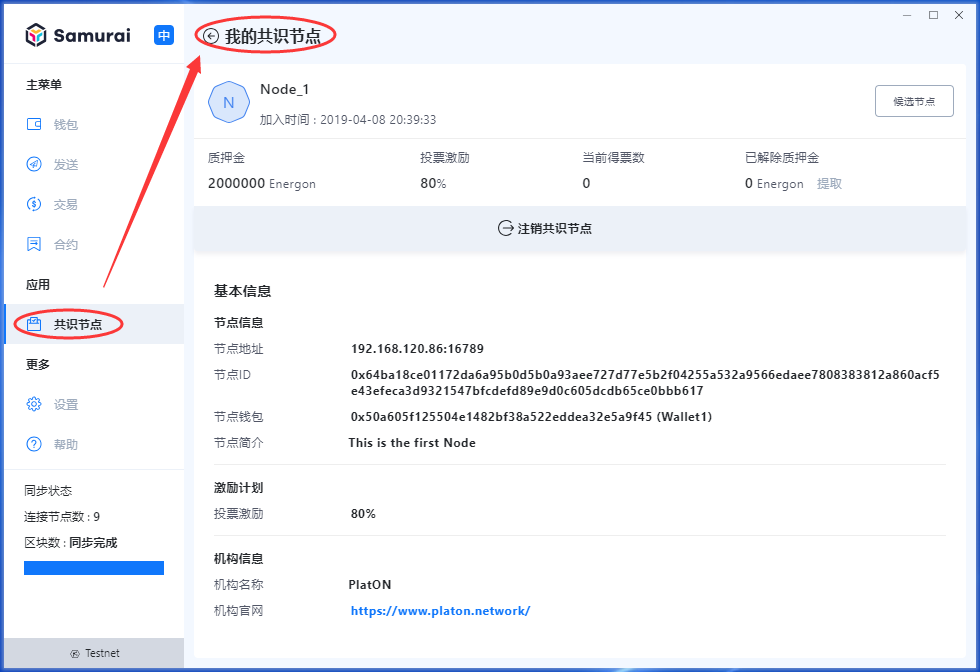 Samurai
中
主菜单
钱包
发送
交易
合约
应用
共识节点
更多
设置
帮助
同步状态
连接节点数 : 9
区块数 : 同步完成
Testnet
我的共识节点
N
Node_1
加入时间 : 2019-04-08 20:39:33
候选节点
质押金 投票激励 当前得票数 已解除质押金
2000000 Energon 80% 0 0 Energon 提取
注销共识节点
基本信息
节点信息
节点地址 192.168.120.86:16789
节点ID 0x64ba18ce01172da6a95b0d5b0a93aee727d77e5b2f04255a532a9566edaee7808383812a860acf5
e43efeca3d9321547bfcdefd89e9d0c605dcdb65ce0bbb617
节点钱包 0x50a605f125504e1482bf38a522eddea32e5a9f45 (Wallet1)
节点简介 This is the first Node
激励计划
投票激励 80%
机构信息
机构名称 PlatON
机构官网 https://www.platon.network/